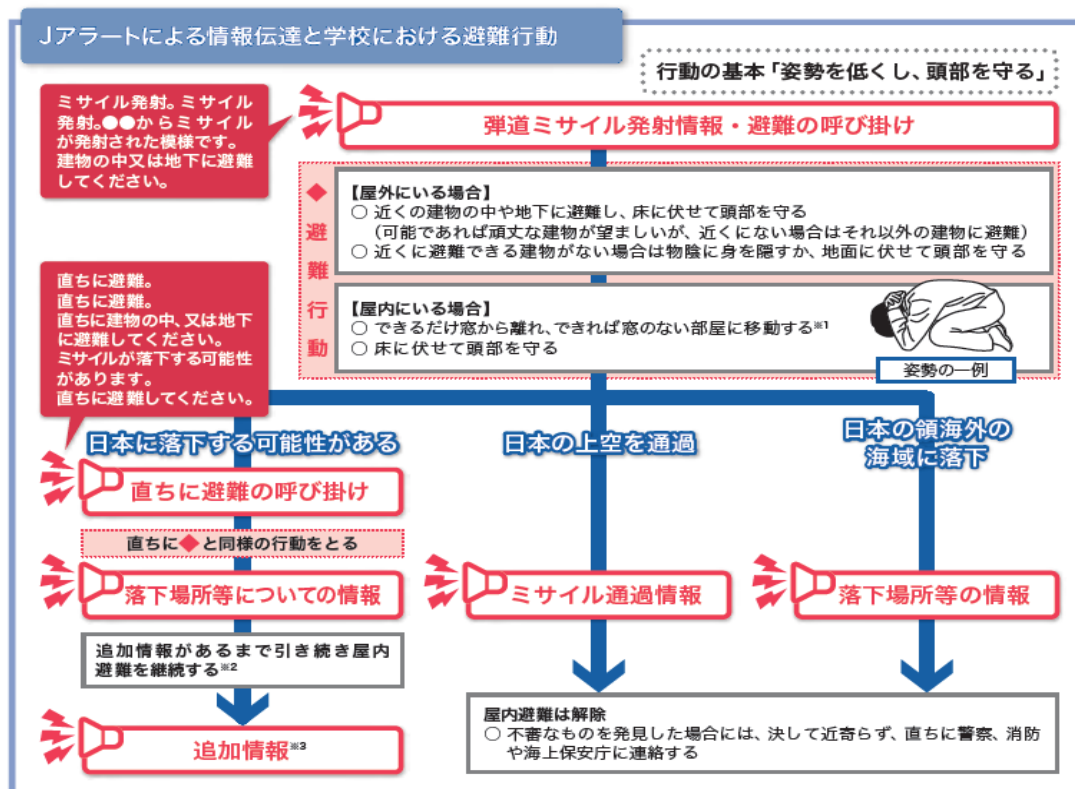 Jアラートによる情報伝達と学校における避難行動
行動の基本「姿勢を低くし、頭部を守る」
ミサイル発射。ミサイル
発射。●●からミサイル
が発射された模様です。
建物の中又は地下に避難
してください。
弾道ミサイル発射情報・避難の呼び掛け
◆避難行動
【屋外にいる場合】
○ 近くの建物の中や地下に避難し、床に伏せて頭部を守る
（可能であれば頑丈な建物が望ましいが、近くにない場合はそれ以外の建物に避難）
○ 近くに避難できる建物がない場合は物陰に身を隠すか、地面に伏せて頭部を守る
【屋内にいる場合】
○ できるだけ窓から離れ、できれば窓のない部屋に移動する※1
○ 床に伏せて頭部を守る
姿勢の一例
直ちに避難。
直ちに避難。
直ちに建物の中、又は地下
に避難してください。
ミサイルが落下する可能性
があります。
直ちに避難してください。
日本に落下する可能性がある
直ちに避難の呼び掛け
直ちに◆と同様の行動をとる
落下場所等についての情報
追加情報があるまで引き続き屋内
避難を継続する※2
追加情報※3
日本の上空を通過
ミサイル通過情報
日本の領海外の
海域に落下
落下場所等の情報
屋内避難は解除
○ 不審なものを発見した場合には、決して近寄らず、直ちに警察、消防
や海上保安庁に連絡する